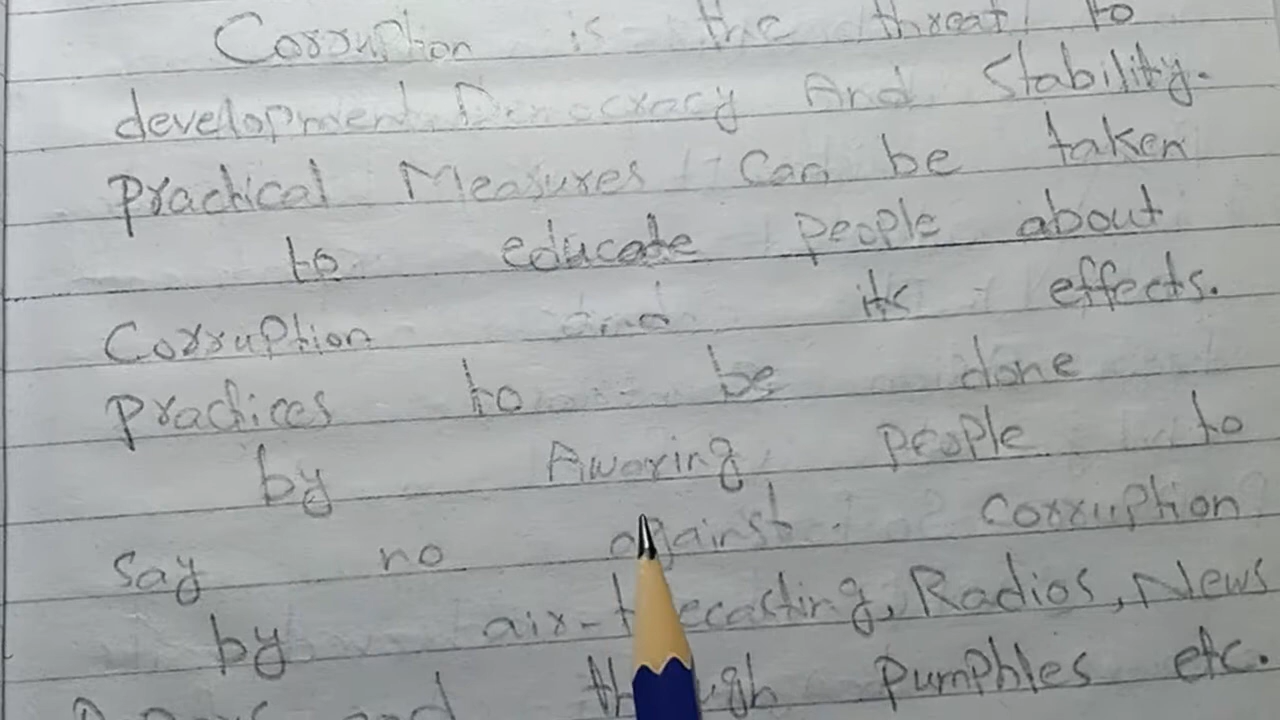 Corruption is the threat to
development Democracy And Stability.
practical Measures can be taken
to educate people about
Corruption and its effects.
practices to be done
by Awaring people to
say no against corruption
by air- ecasting, Radios, News
and through pumphles etc.